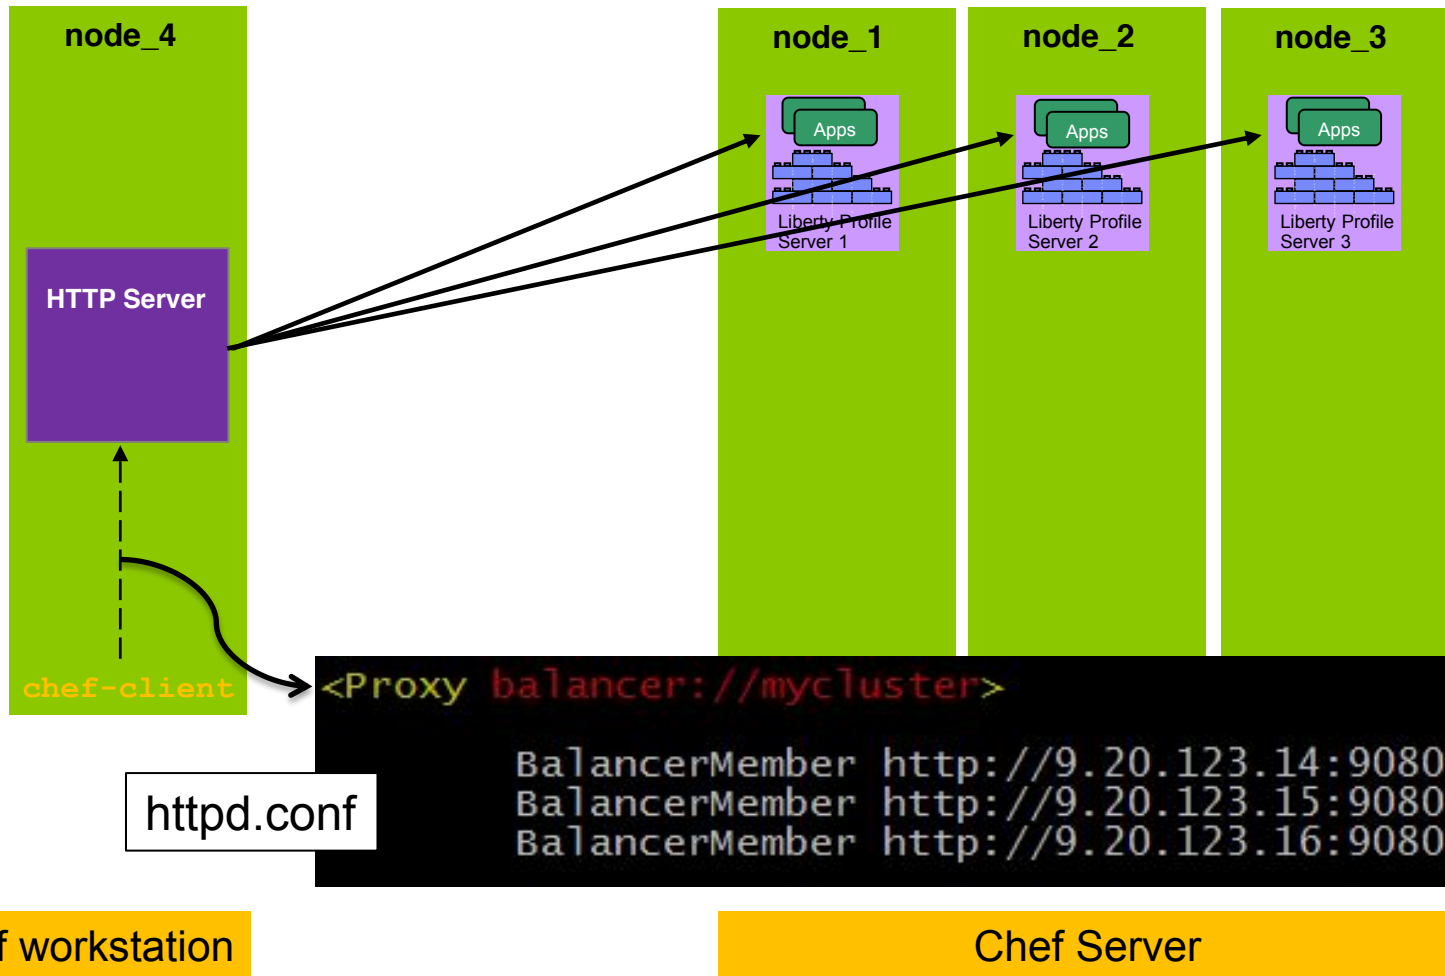 node_4
node_1
node_2
node_3
Apps
Apps
Apps
Liberty Profile
Server 1
Liberty Profile
Server 2
Liberty Profile
Server 3
HTTP Server
chef-client
<Proxy balancer://mycluster>
BalancerMember http://9.20.123.14:9080
BalancerMember http://9.20.123.15:9080
BalancerMember http://9.20.123.16:9080
httpd.conf
f workstation
Chef Server